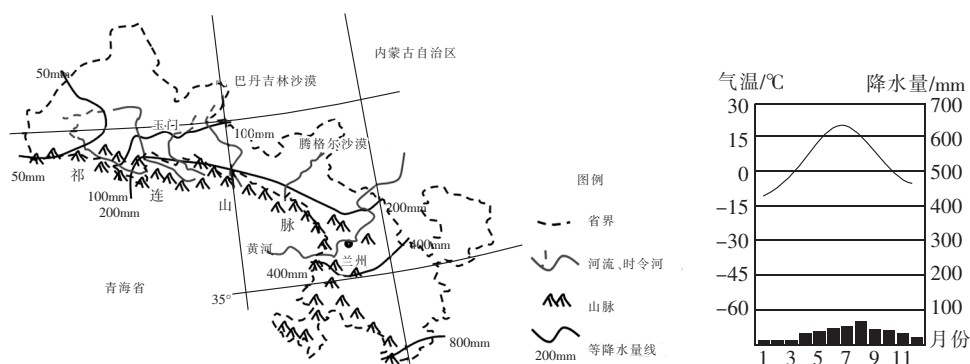 内蒙古自治区
50mm
巴丹吉林沙漠
玉门
100mm
腾格尔沙漠
50mm
祁
连
山
脉
100mm
200mm
200mm
黄河
400mm
兰州
400mm
35°
青海省
800mm
图例
省界
河流、时令河
山脉
等降水量线
200mm
气温/℃ 降水量/mm
30 700
15 600
0 500
-15 400
-30 300
-45 200
-60 100
月份
1 3 5 7 9 11